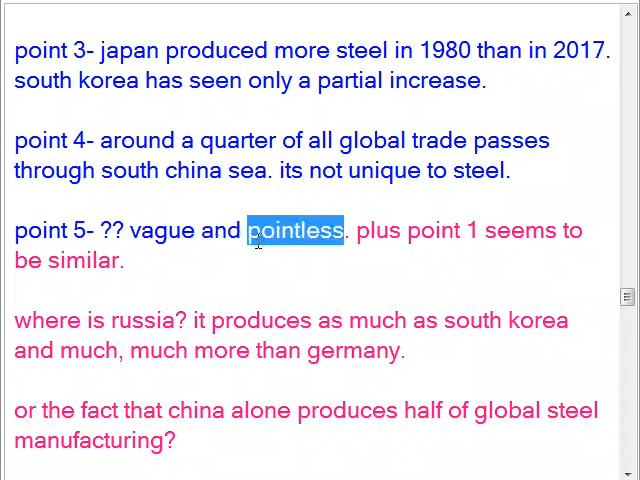 point 3- japan produced more steel in 1980 than in 2017.
south korea has seen only a partial increase.
point 4- around a quarter of all global trade passes
through south china sea. its not unique to steel.
point 5- ?? vague and pointless. plus point 1 seems to
be similar.
where is russia? it produces as much as south korea
and much, much more than germany.
or the fact that china alone produces half of global steel
manufacturing?